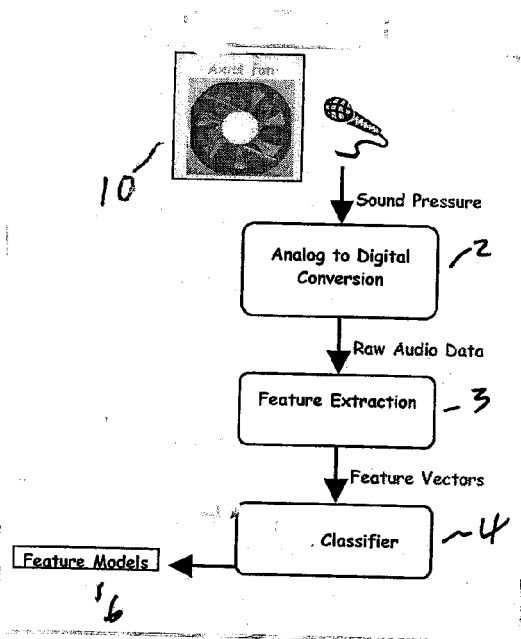 Axial Fan
10
Sound Pressure
Analog to Digital
Conversion
2
Raw Audio Data
Feature Extraction
3
Feature Vectors
Classifier
4
Feature Models
6